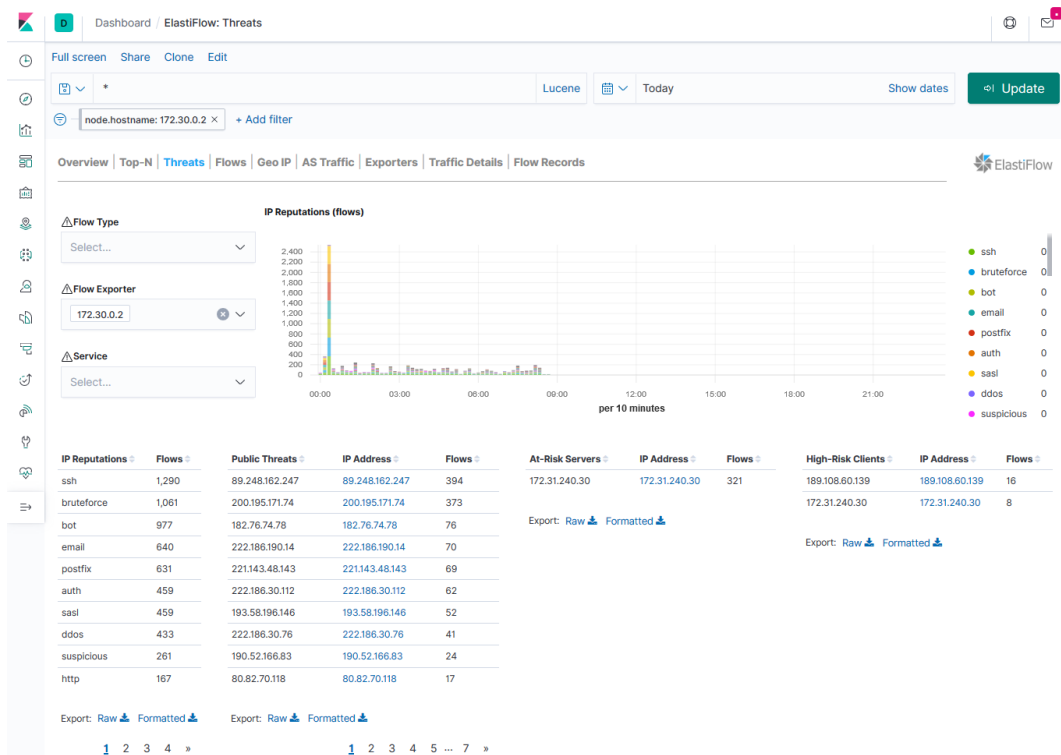 D Dashboard / ElastiFlow: Threats
Full screen Share Clone Edit
* Lucene Today Show dates Update
node.hostname: 172.30.0.2 × + Add filter
Overview | Top-N | Threats | Flows | Geo IP | AS Traffic | Exporters | Traffic Details | Flow Records
ElastiFlow
Flow Type
Select...
Flow Exporter
172.30.0.2
Service
Select...
IP Reputations (flows)
2,400
2,200
2,000
1,800
1,600
1,400
1,200
1,000
800
600
400
200
0
00:00 03:00 06:00 09:00 12:00 15:00 18:00 21:00
per 10 minutes
ssh 0
bruteforce 0
bot 0
email 0
postfix 0
auth 0
sasl 0
ddos 0
suspicious 0
IP Reputations Flows
ssh 1,290
bruteforce 1,061
bot 977
email 640
postfix 631
auth 459
sasl 459
ddos 433
suspicious 261
http 167
Export: Raw Formatted
1 2 3 4 »
Public Threats IP Address Flows
89.248.162.247 89.248.162.247 394
200.195.171.74 200.195.171.74 373
182.76.74.78 182.76.74.78 76
222.186.190.14 222.186.190.14 70
221.143.48.143 221.143.48.143 69
222.186.30.112 222.186.30.112 62
193.58.196.146 193.58.196.146 52
222.186.30.76 222.186.30.76 41
190.52.166.83 190.52.166.83 24
80.82.70.118 80.82.70.118 17
Export: Raw Formatted
1 2 3 4 5 ... 7 »
At-Risk Servers IP Address Flows
172.31.240.30 172.31.240.30 321
Export: Raw Formatted
High-Risk Clients IP Address Flows
189.108.60.139 189.108.60.139 16
172.31.240.30 172.31.240.30 8
Export: Raw Formatted